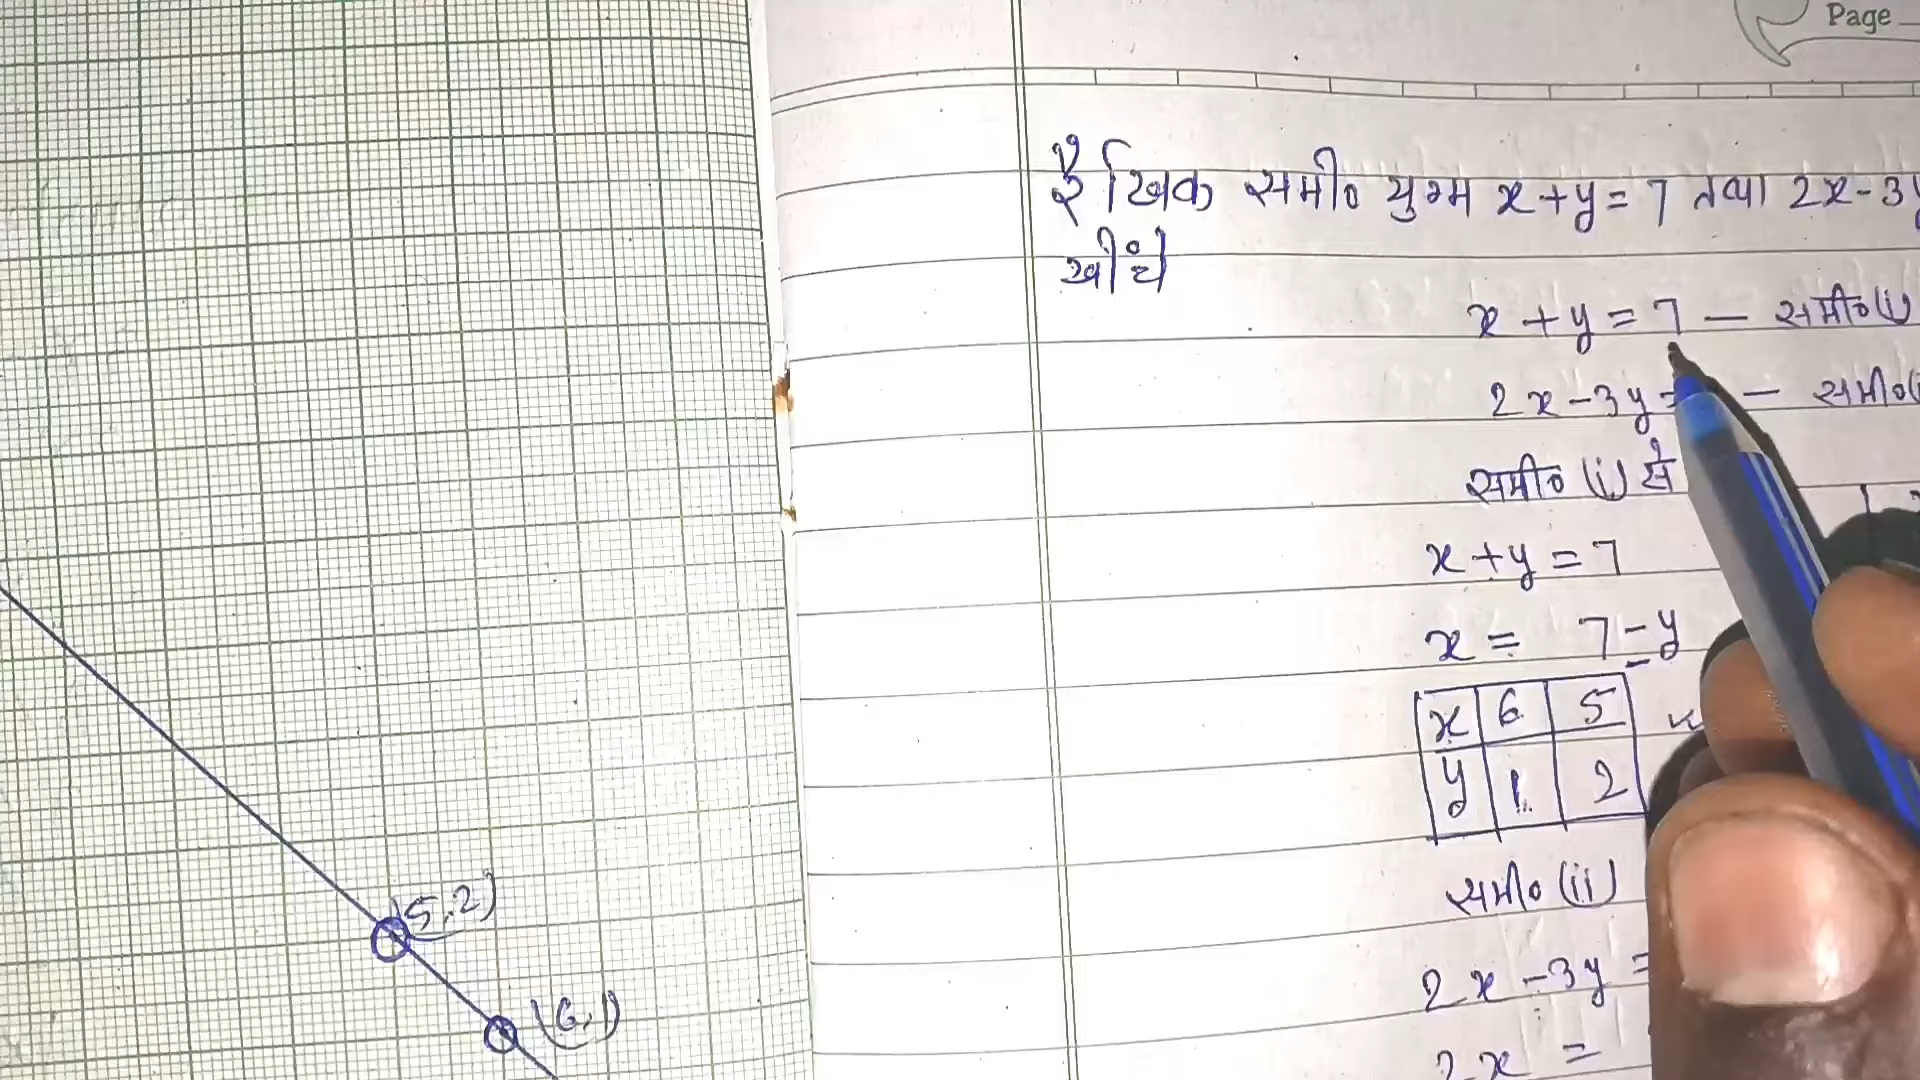 Page
रैखिक समी० युग्म x+y=7 तथा 2x-3y
खींचे
x+y=7 — समी०(i)
2x-3y= — समी०(i
समी० (i) से
x+y=7
x= 7-y
x 6 5
y 1 2
समी० (ii)
2x-3y=
2x =
(5,2)
(6,1)